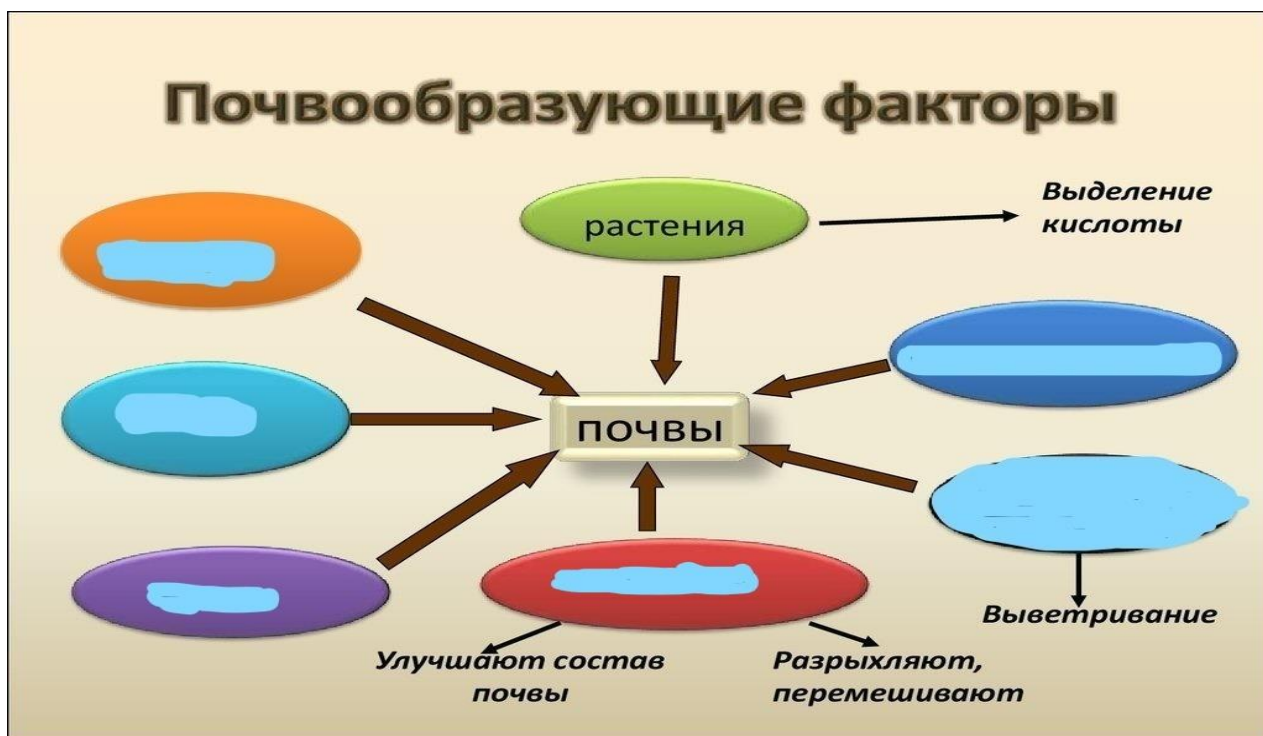 Почвообразующие факторы
растения
Выделение
кислоты
почвы
Выветривание
Улучшают состав
почвы
Разрыхляют,
перемешивают